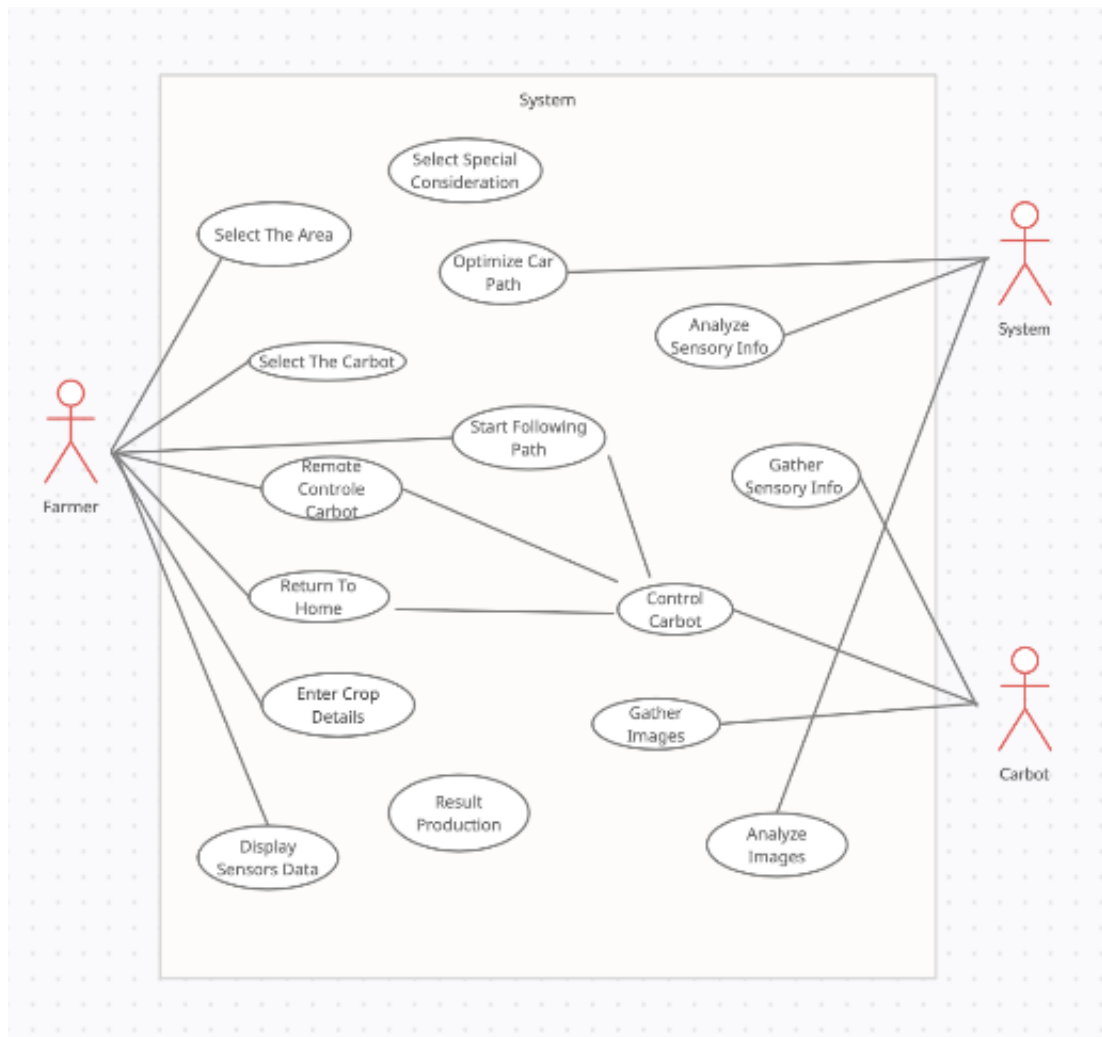 System
Select Special
Consideration
Select The Area
Optimize Car
Path
Analyze
Sensory Info
System
Select The Carbot
Start Following
Path
Remote
Controle
Carbot
Gather
Sensory Info
Farmer
Return To
Home
Control
Carbot
Enter Crop
Details
Gather
Images
Carbot
Result
Production
Display
Sensors Data
Analyze
Images